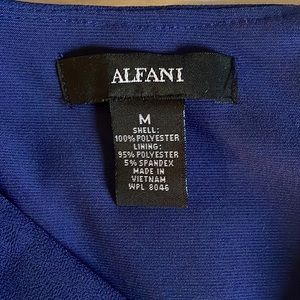 ALFANI
M
SHELL:
100% POLYESTER
LINING:
95% POLYESTER
5% SPANDEX
MADE IN
VIETNAM
WPL 8046